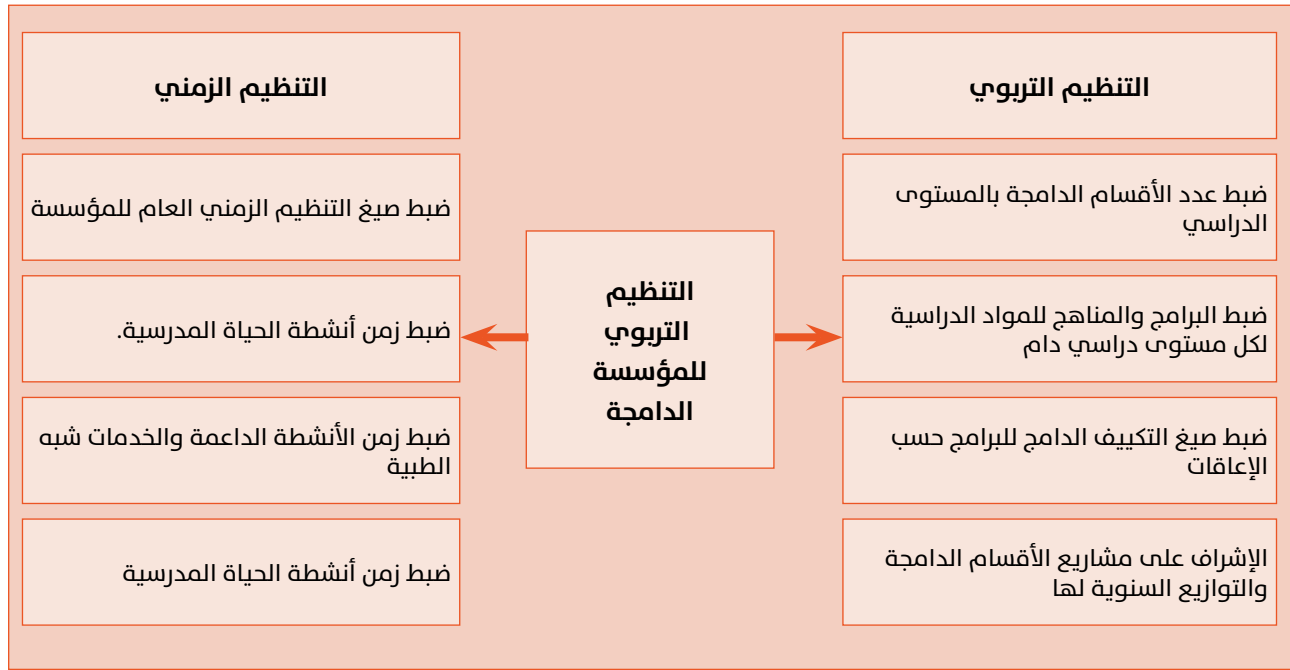 التنظيم التربوي
ضبط عدد الأقسام الدامجة بالمستوى
الدراسي
ضبط البرامج والمناهج للمواد الدراسية
لكل مستوى دراسي دام
ضبط صيغ التكييف الدامج للبرامج حسب
الإعاقات
الإشراف على مشاريع الأقسام الدامجة
والتوازيع السنوية لها
التنظيم
التربوي
للمؤسسة
الدامجة
التنظيم الزمني
ضبط صيغ التنظيم الزمني العام للمؤسسة
ضبط زمن أنشطة الحياة المدرسية.
ضبط زمن الأنشطة الداعمة والخدمات شبه
الطبية
ضبط زمن أنشطة الحياة المدرسية